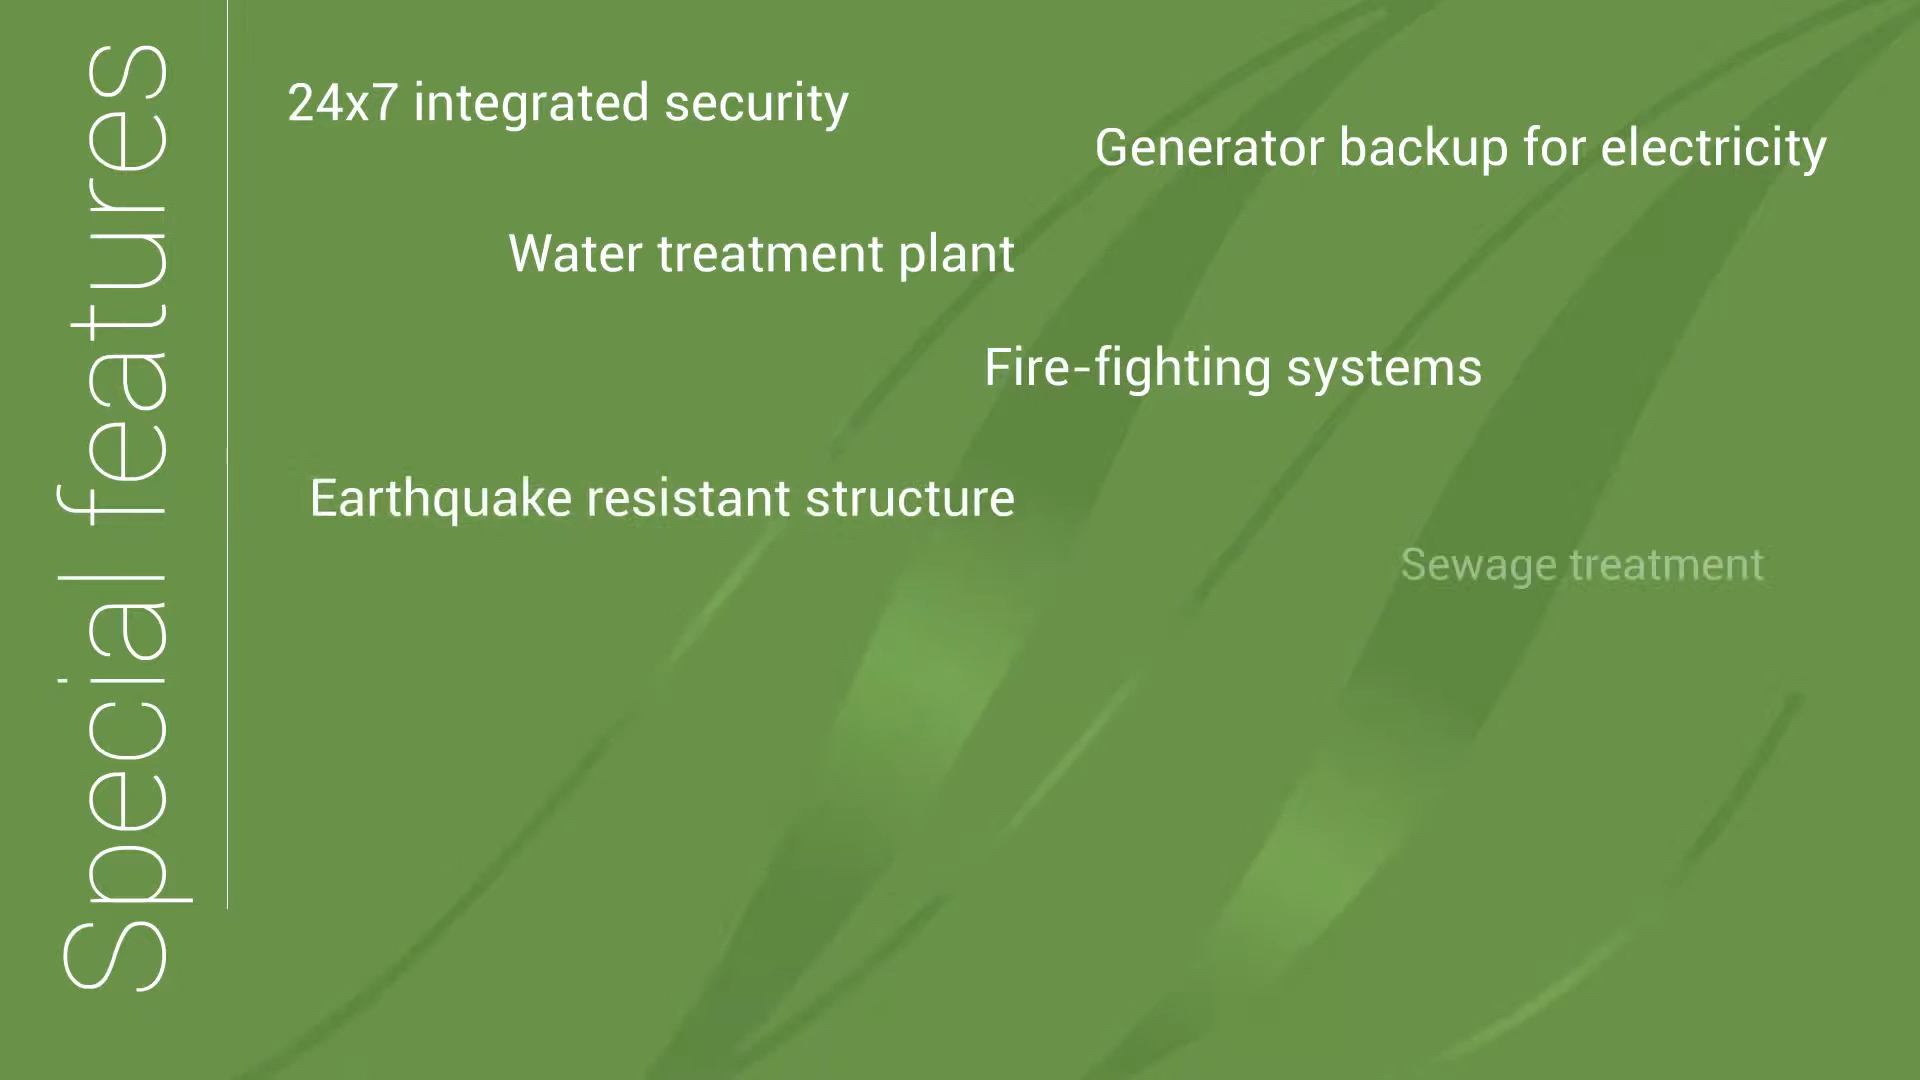 Special features
24x7 integrated security
Generator backup for electricity
Water treatment plant
Fire-fighting systems
Earthquake resistant structure
Sewage treatment